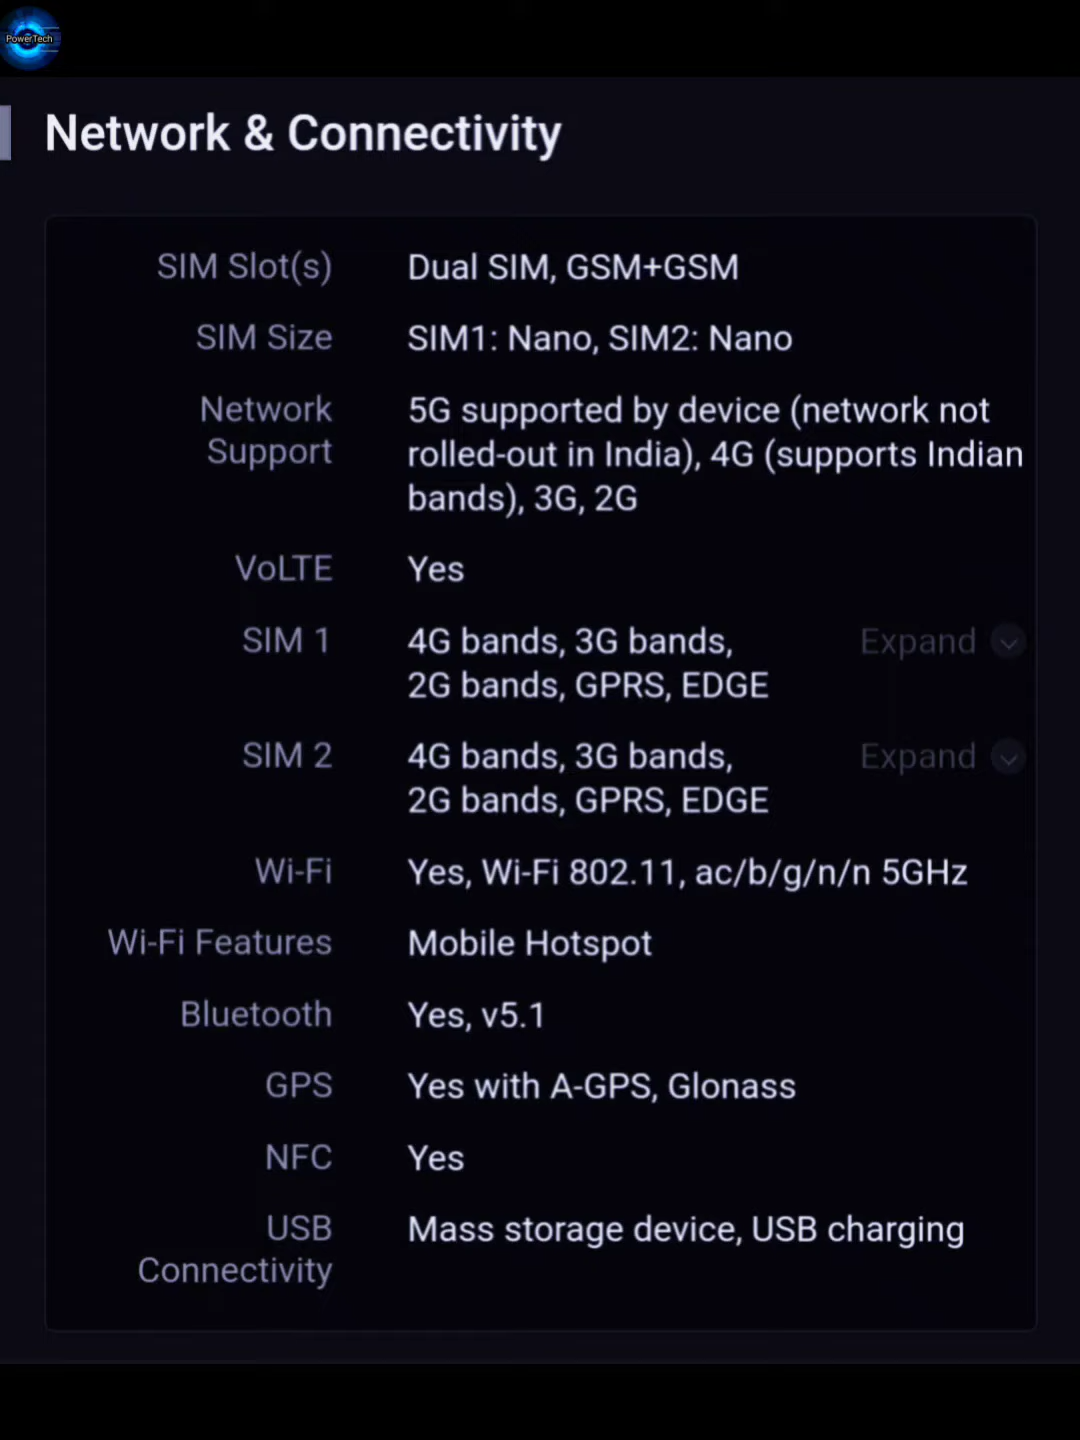 PowerTech
Network & Connectivity
SIM Slot(s) Dual SIM, GSM+GSM
SIM Size SIM1: Nano, SIM2: Nano
Network Support 5G supported by device (network not
rolled-out in India), 4G (supports Indian
bands), 3G, 2G
VoLTE Yes
SIM 1 4G bands, 3G bands, Expand
2G bands, GPRS, EDGE
SIM 2 4G bands, 3G bands, Expand
2G bands, GPRS, EDGE
Wi-Fi Yes, Wi-Fi 802.11, ac/b/g/n/n 5GHz
Wi-Fi Features Mobile Hotspot
Bluetooth Yes, v5.1
GPS Yes with A-GPS, Glonass
NFC Yes
USB Connectivity Mass storage device, USB charging